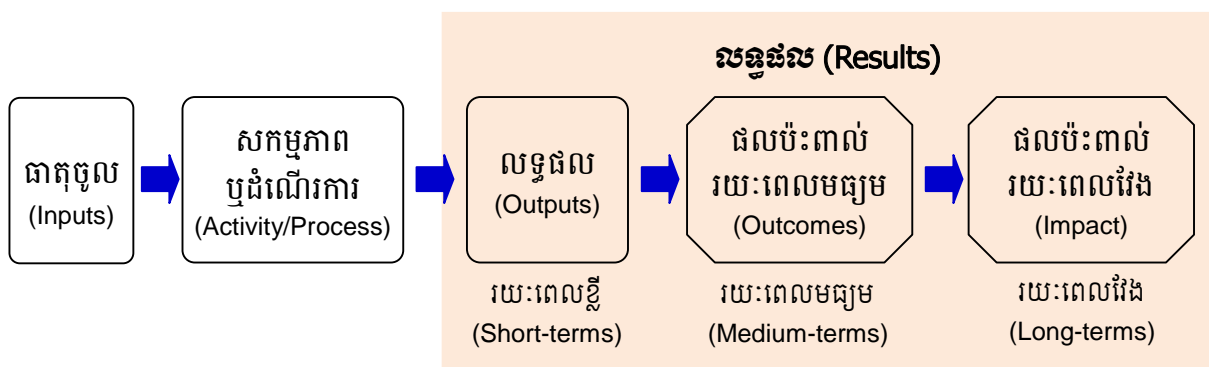 លទ្ធផល (Results)
ធាតុចូល
(Inputs)
សកម្មភាព
ឬដំណើរការ
(Activity/Process)
លទ្ធផល
(Outputs)
ផលប៉ះពាល់
រយៈពេលមធ្យម
(Outcomes)
ផលប៉ះពាល់
រយៈពេលវែង
(Impact)
រយៈពេលខ្លី
(Short-terms)
រយៈពេលមធ្យម
(Medium-terms)
រយៈពេលវែង
(Long-terms)